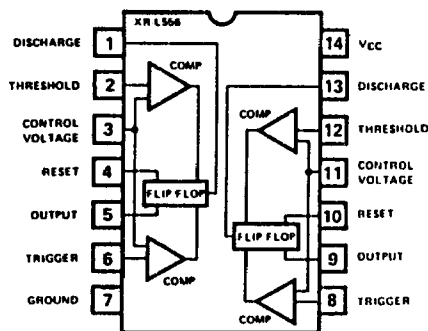 XR L556
DISCHARGE 1
THRESHOLD 2
CONTROL
VOLTAGE 3
RESET 4
OUTPUT 5
TRIGGER 6
GROUND 7
COMP
FLIP FLOP
COMP
14 VCC
13 DISCHARGE
12 THRESHOLD
11 CONTROL
VOLTAGE
10 RESET
9 OUTPUT
8 TRIGGER
COMP
FLIP FLOP
COMP